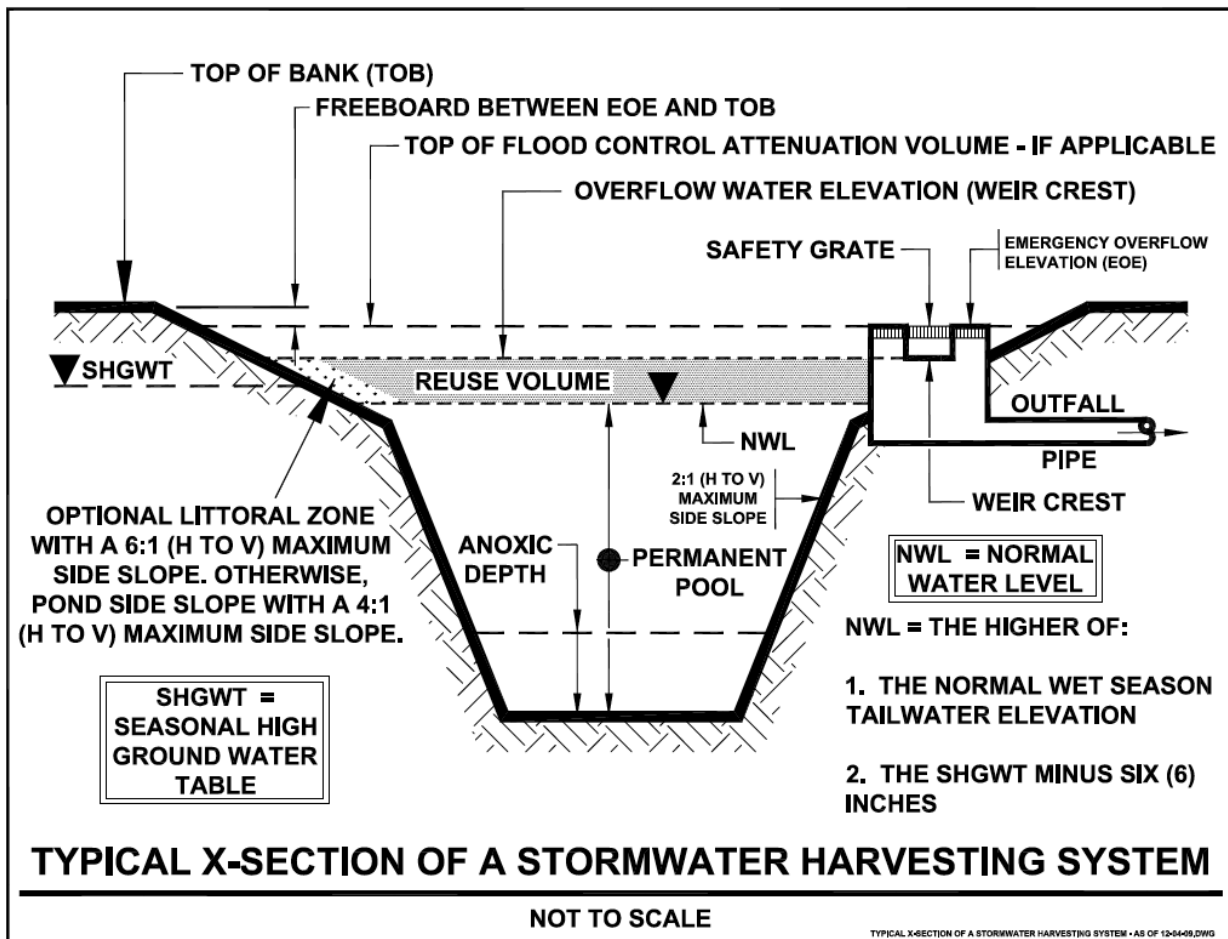 TOP OF BANK (TOB)
FREEBOARD BETWEEN EOE AND TOB
TOP OF FLOOD CONTROL ATTENUATION VOLUME - IF APPLICABLE
OVERFLOW WATER ELEVATION (WEIR CREST)
SAFETY GRATE
EMERGENCY OVERFLOW
ELEVATION (EOE)
SHGWT
REUSE VOLUME
NWL
OUTFALL
PIPE
2:1 (H TO V)
MAXIMUM
SIDE SLOPE
WEIR CREST
OPTIONAL LITTORAL ZONE
WITH A 6:1 (H TO V) MAXIMUM
SIDE SLOPE. OTHERWISE,
POND SIDE SLOPE WITH A 4:1
(H TO V) MAXIMUM SIDE SLOPE.
ANOXIC
DEPTH
PERMANENT
POOL
NWL = NORMAL
WATER LEVEL
NWL = THE HIGHER OF:
1. THE NORMAL WET SEASON
TAILWATER ELEVATION
2. THE SHGWT MINUS SIX (6)
INCHES
SHGWT =
SEASONAL HIGH
GROUND WATER
TABLE
TYPICAL X-SECTION OF A STORMWATER HARVESTING SYSTEM
NOT TO SCALE
TYPICAL X-SECTION OF A STORMWATER HARVESTING SYSTEM - AS OF 12-04-09.DWG